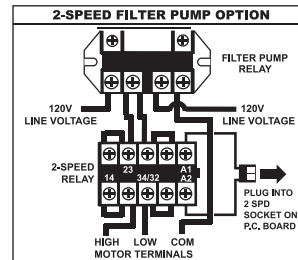 2-SPEED FILTER PUMP OPTION
FILTER PUMP
RELAY
120V
LINE VOLTAGE
120V
LINE VOLTAGE
2-SPEED
RELAY
23
14
34/32
A1
A2
PLUG INTO
2 SPD
SOCKET ON
P.C. BOARD
HIGH LOW COM
MOTOR TERMINALS